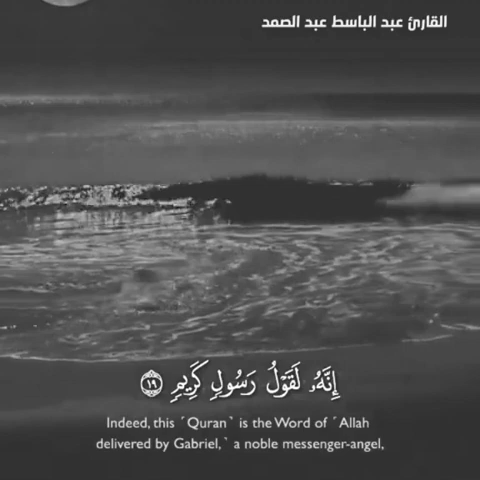 القارئ عبد الباسط عبد الصمد
إِنَّهُۥ لَقَوْلُ رَسُولٍ كَرِيمٍ ١٩
Indeed, this ˹Quran˺ is the Word of ˹Allah
delivered by Gabriel,˺ a noble messenger-angel,